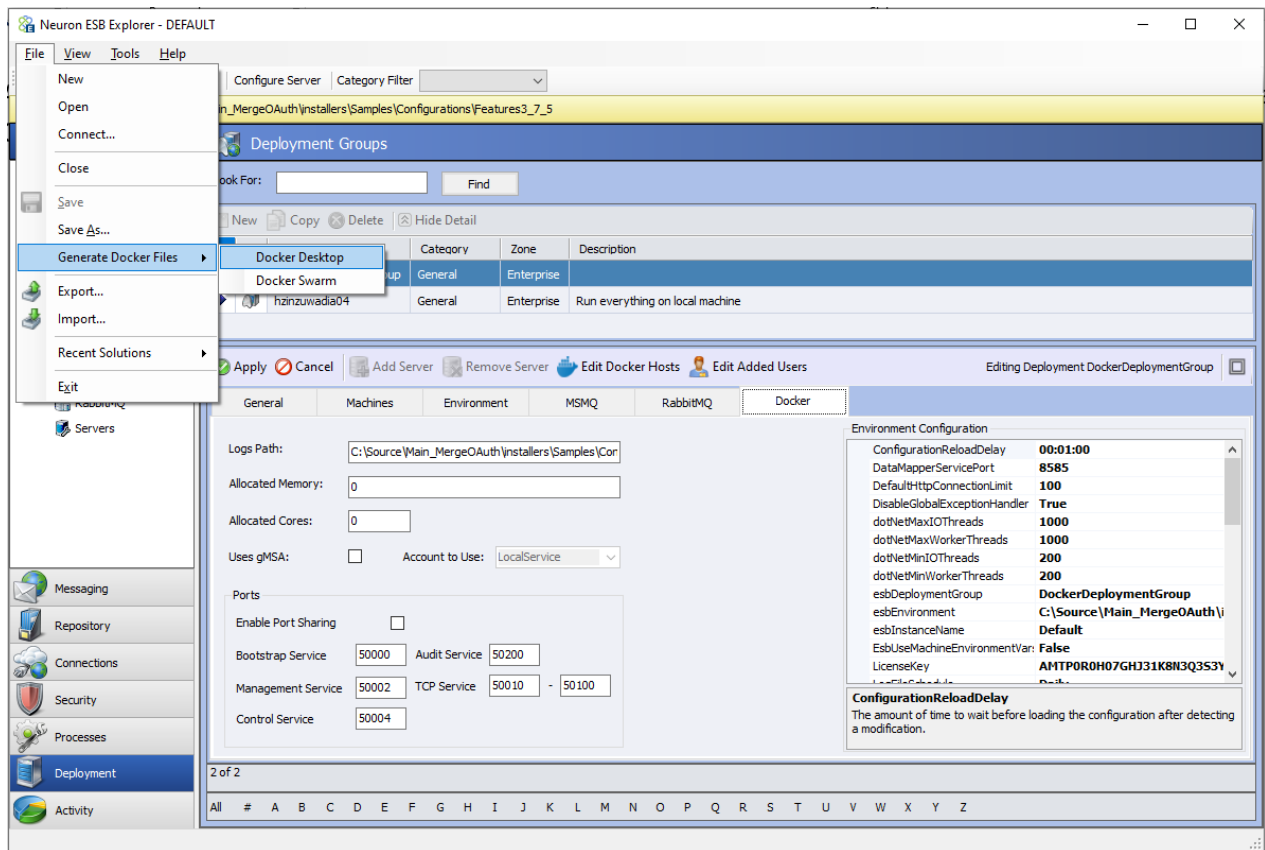 Neuron ESB Explorer - DEFAULT
File View Tools Help
New
Open
Connect...
Close
Save
Save As...
Generate Docker Files
Docker Desktop
Docker Swarm
Export...
Import...
Recent Solutions
Exit
Configure Server Category Filter
in_MergeOAuth\installers\Samples\Configurations\Features3_7_5
Deployment Groups
ook For: Find
New Copy Delete Hide Detail
Category Zone Description
up General Enterprise
hzinzuwadia04 General Enterprise Run everything on local machine
Apply Cancel Add Server Remove Server Edit Docker Hosts Edit Added Users Editing Deployment DockerDeploymentGroup
RabbitMQ
Servers
General Machines Environment MSMQ RabbitMQ Docker
Logs Path: C:\Source\Main_MergeOAuth\installers\Samples\Con
Allocated Memory: 0
Allocated Cores: 0
Uses gMSA: Account to Use: LocalService
Ports
Enable Port Sharing
Bootstrap Service 50000 Audit Service 50200
Management Service 50002 TCP Service 50010 - 50100
Control Service 50004
Environment Configuration
ConfigurationReloadDelay 00:01:00
DataMapperServicePort 8585
DefaultHttpConnectionLimit 100
DisableGlobalExceptionHandler True
dotNetMaxIOThreads 1000
dotNetMaxWorkerThreads 1000
dotNetMinIOThreads 200
dotNetMinWorkerThreads 200
esbDeploymentGroup DockerDeploymentGroup
esbEnvironment C:\Source\Main_MergeOAuth\i
esbInstanceName Default
EsbUseMachineEnvironmentVar: False
LicenseKey AMTP0R0H07GHJ31K8N3Q3S3Y
ConfigurationReloadDelay
The amount of time to wait before loading the configuration after detecting
a modification.
Messaging
Repository
Connections
Security
Processes
Deployment
Activity
2 of 2
All # A B C D E F G H I J K L M N O P Q R S T U V W X Y Z